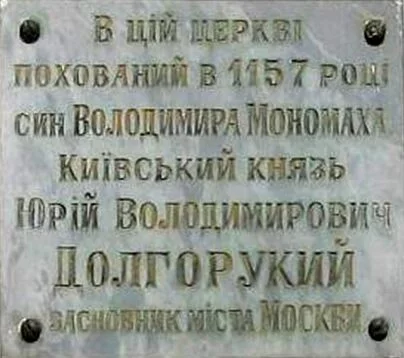 В ЦІЙ ЦЕРКВІ
ПОХОВАНИЙ В 1157 РОЦІ
СИН ВОЛОДИМИРА МОНОМАХА
КИЇВСЬКИЙ КНЯЗЬ
ЮРІЙ ВОЛОДИМИРОВИЧ
ДОЛГОРУКИЙ
ЗАСНОВНИК МІСТА МОСКВИ